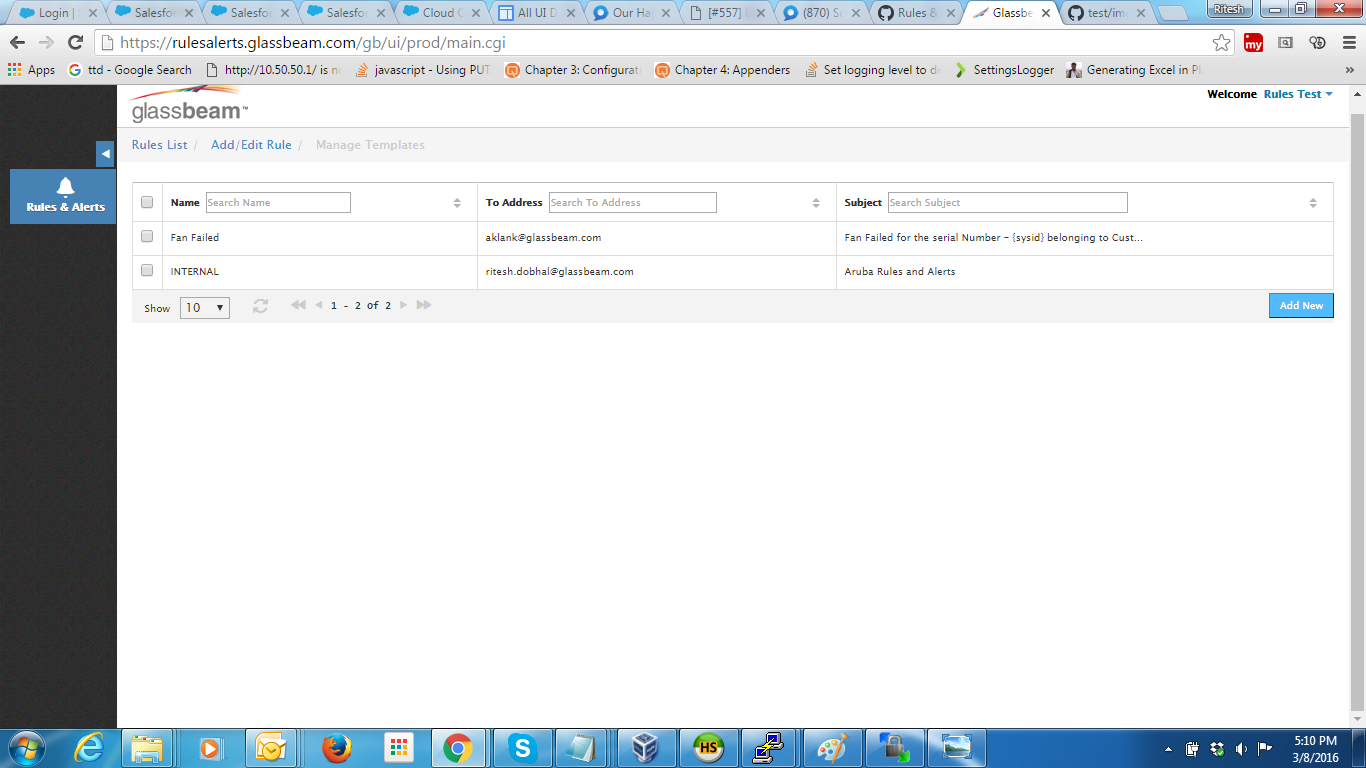 Login |
Salesfor
Salesfor
Salesfor
Cloud C
All UI D
Our Ha
[#557]
(870) S
Rules &
Glassbe
test/im
Ritesh
https://rulesalerts.glassbeam.com/gb/ui/prod/main.cgi
my
Apps
ttd - Google Search
http://10.50.50.1/ is n
javascript - Using PUT
Chapter 3: Configurat
Chapter 4: Appenders
Set logging level to d
SettingsLogger
Generating Excel in P
»
glassbeam™
Welcome Rules Test
Rules List / Add/Edit Rule / Manage Templates
Rules & Alerts
Name Search Name
To Address Search To Address
Subject Search Subject
Fan Failed
aklank@glassbeam.com
Fan Failed for the serial Number - {sysid} belonging to Cust...
INTERNAL
ritesh.dobhal@glassbeam.com
Aruba Rules and Alerts
Show 10
1 - 2 of 2
Add New
HS
5:10 PM
3/8/2016